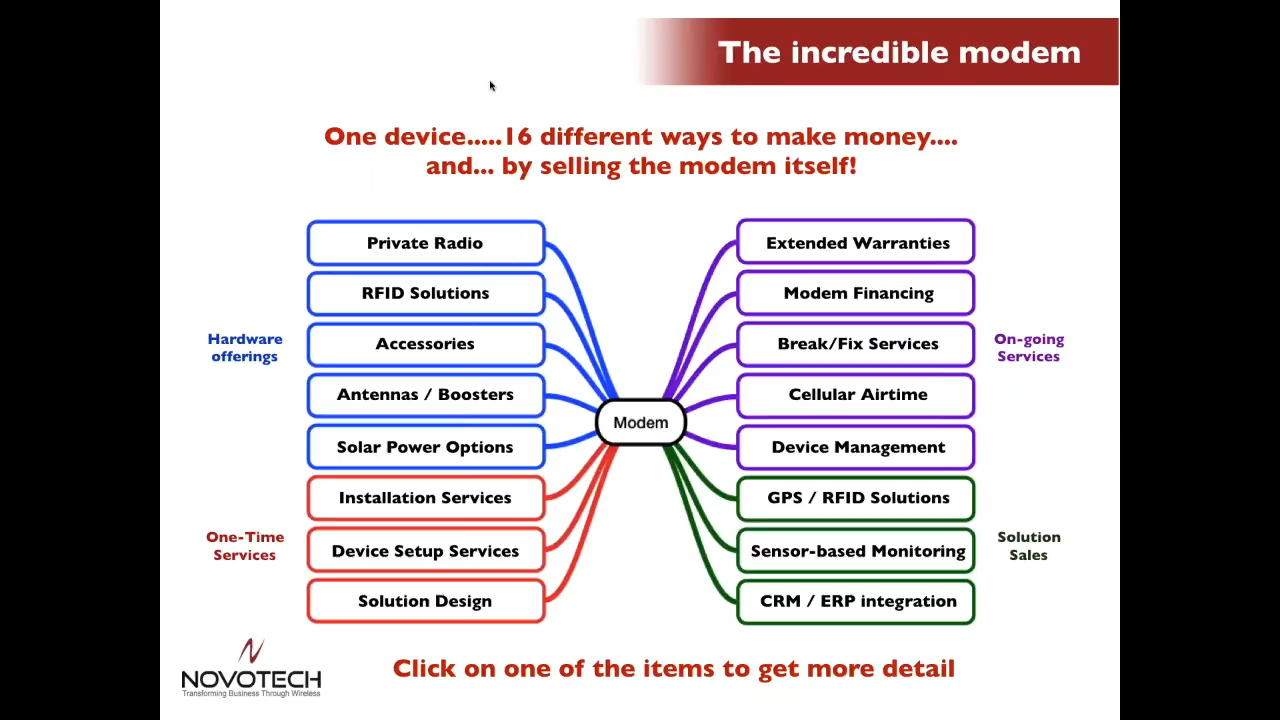 The incredible modem
One device.....16 different ways to make money....
and... by selling the modem itself!
Private Radio
RFID Solutions
Accessories
Antennas / Boosters
Solar Power Options
Installation Services
Device Setup Services
Solution Design
Hardware
offerings
One-Time
Services
Modem
Extended Warranties
Modem Financing
Break/Fix Services
Cellular Airtime
Device Management
GPS / RFID Solutions
Sensor-based Monitoring
CRM / ERP integration
On-going
Services
Solution
Sales
NOVOTECH
Transforming Business Through Wireless
Click on one of the items to get more detail